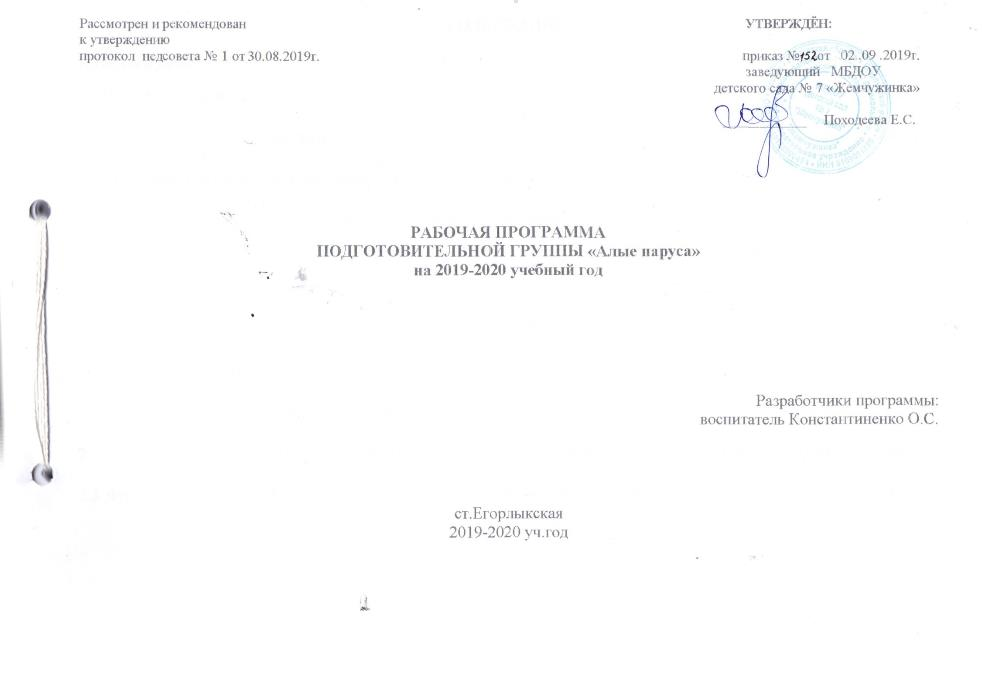 Рассмотрен и рекомендован
к утверждению
протокол педсовета № 1 от 30.08.2019г.
УТВЕРЖДЁН:
приказ №152от 02 .09 .2019г.
заведующий МБДОУ
детского сада № 7 «Жемчужинка»
Походеева Е.С.
РАБОЧАЯ ПРОГРАММА
ПОДГОТОВИТЕЛЬНОЙ ГРУППЫ «Алые паруса»
на 2019-2020 учебный год
Разработчики программы:
воспитатель Константиненко О.С.
ст.Егорлыкская
2019-2020 уч.год